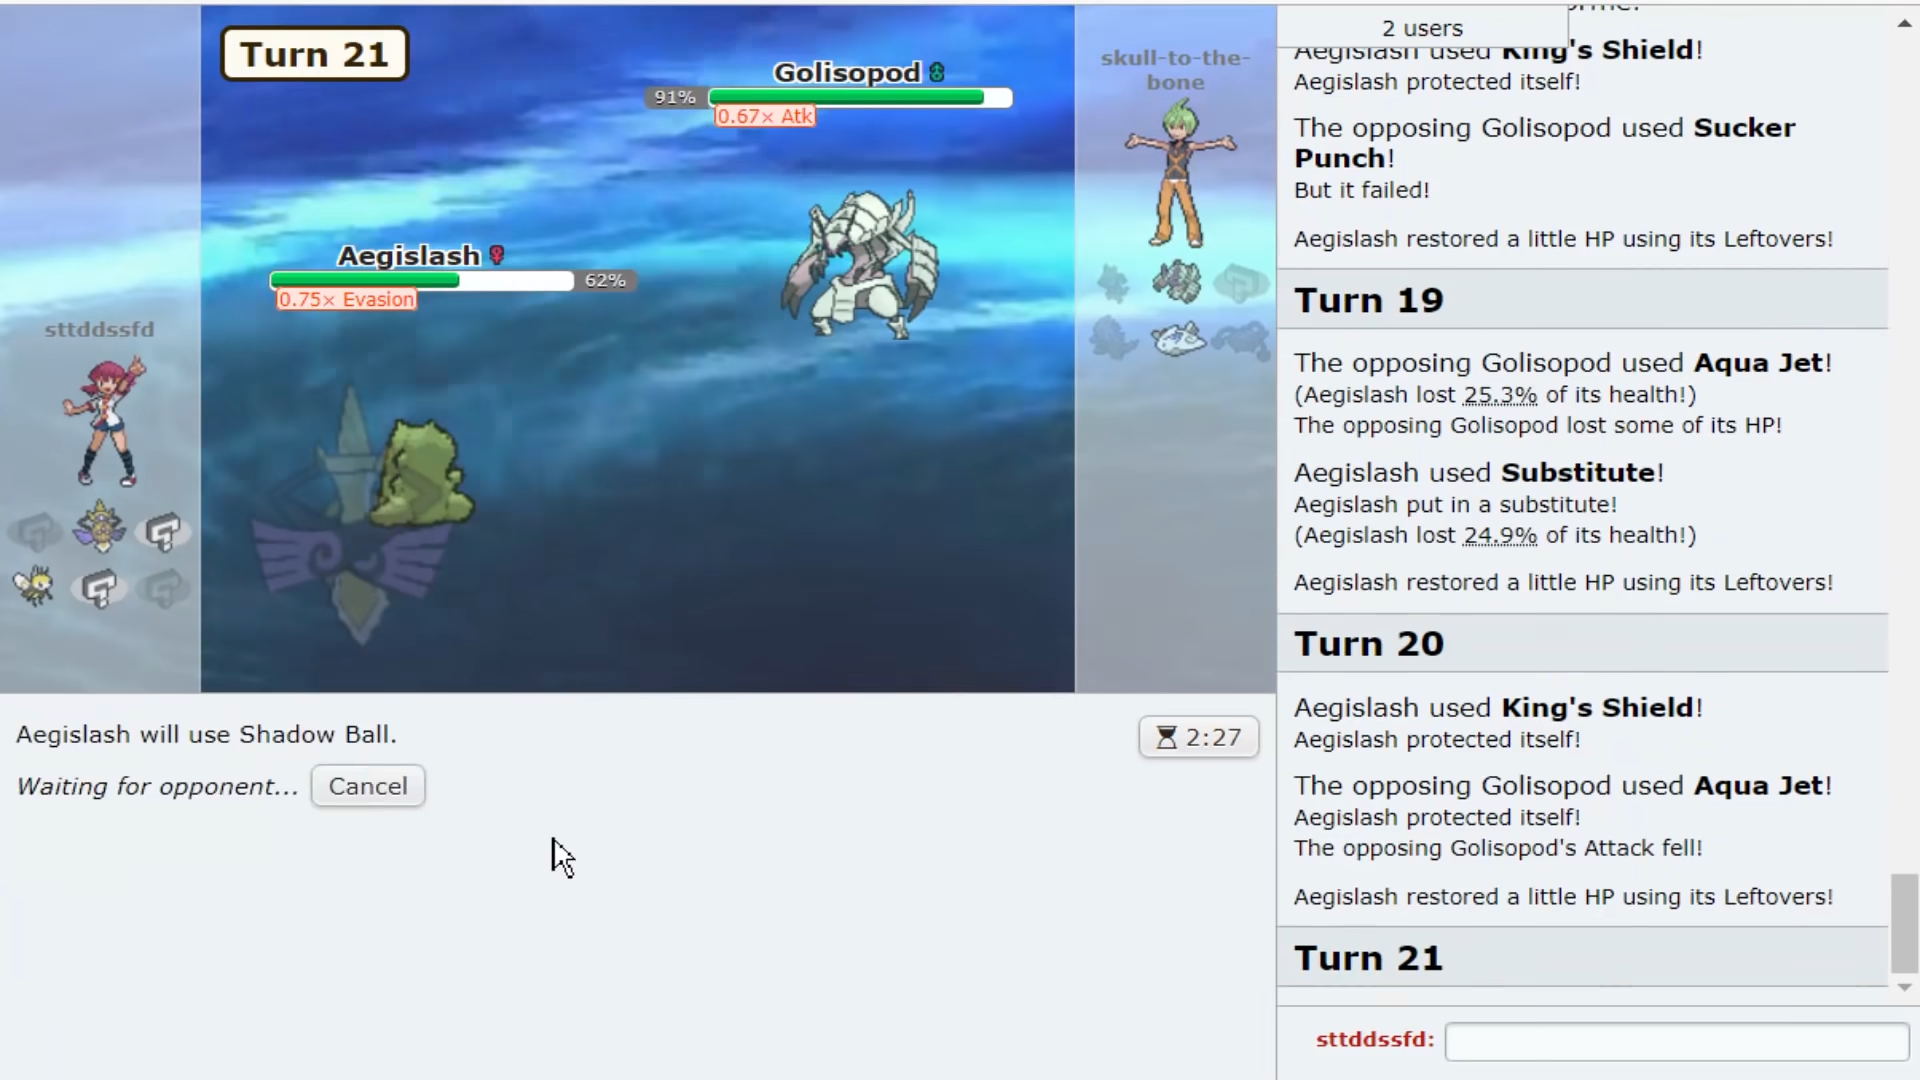 Turn 21
Golisopod
91%
0.67× Atk
Aegislash
62%
0.75× Evasion
sttddssfd
skull-to-the-
bone
Aegislash will use Shadow Ball.
2:27
Waiting for opponent...
Cancel
2 users
Aegislash used King's Shield!
Aegislash protected itself!
The opposing Golisopod used Sucker
Punch!
But it failed!
Aegislash restored a little HP using its Leftovers!
Turn 19
The opposing Golisopod used Aqua Jet!
(Aegislash lost 25.3% of its health!)
The opposing Golisopod lost some of its HP!
Aegislash used Substitute!
Aegislash put in a substitute!
(Aegislash lost 24.9% of its health!)
Aegislash restored a little HP using its Leftovers!
Turn 20
Aegislash used King's Shield!
Aegislash protected itself!
The opposing Golisopod used Aqua Jet!
Aegislash protected itself!
The opposing Golisopod's Attack fell!
Aegislash restored a little HP using its Leftovers!
Turn 21
sttddssfd: